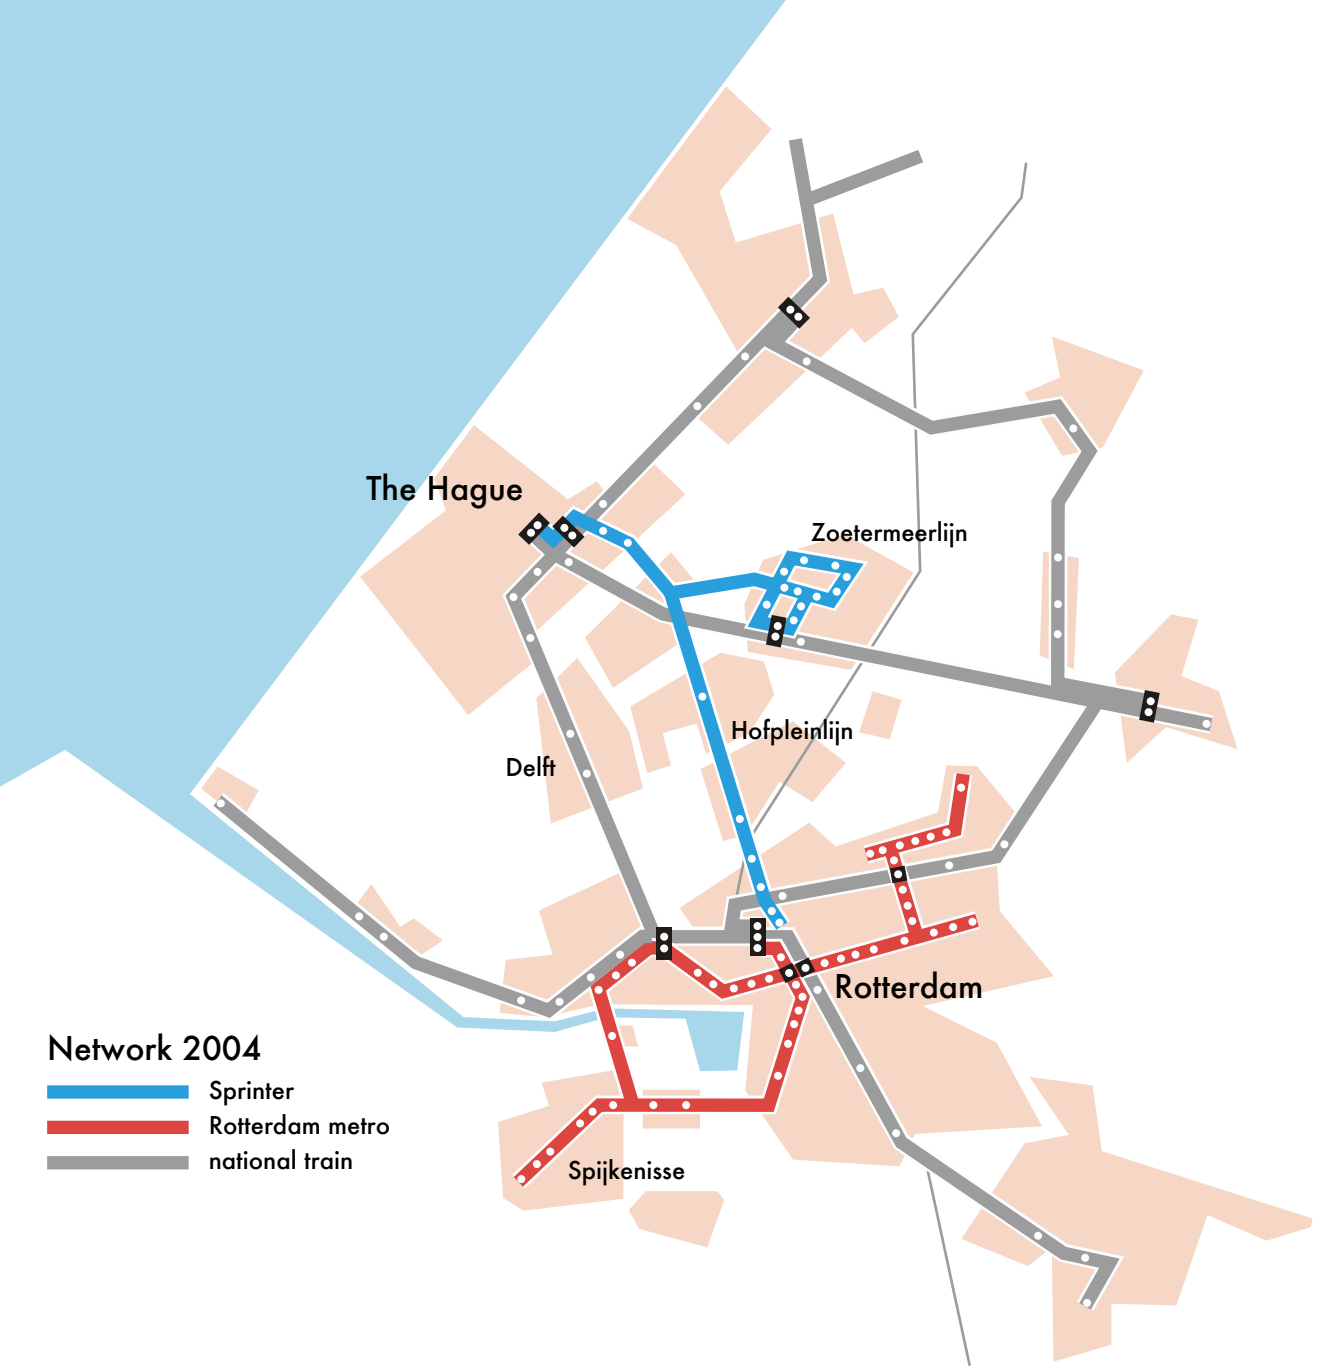 The Hague
Zoetermeerlijn
Hofpleinlijn
Delft
Rotterdam
Network 2004
Sprinter
Rotterdam metro
national train
Spijkenisse